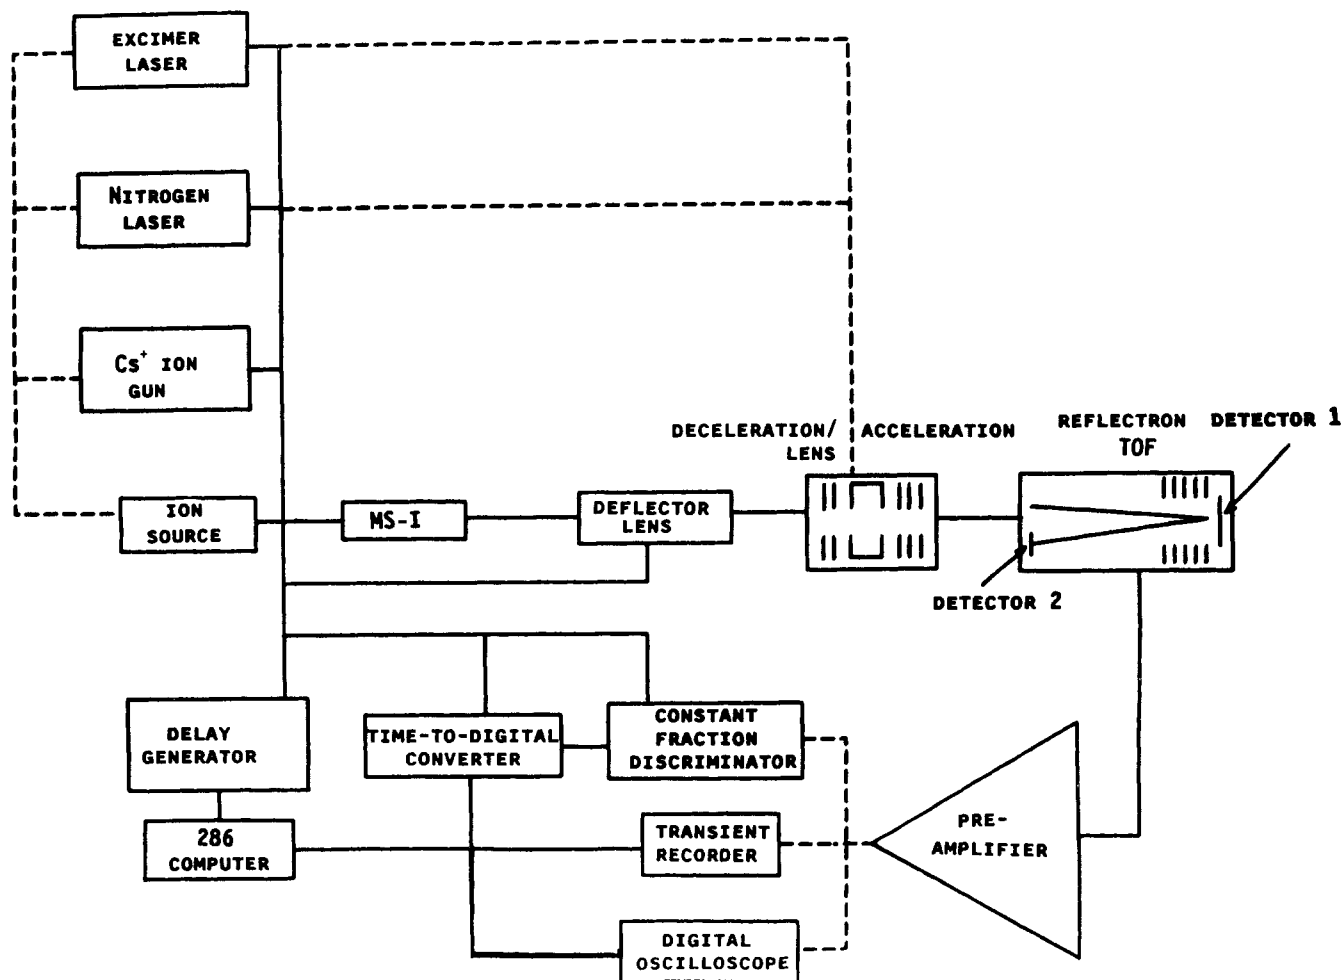 EXCIMER
LASER
NITROGEN
LASER
Cs+ ION
GUN
DECELERATION/
LENS
ACCELERATION
REFLECTRON
TOF
DETECTOR 1
ION
SOURCE
MS-I
DEFLECTOR
LENS
DETECTOR 2
DELAY
GENERATOR
TIME-TO-DIGITAL
CONVERTER
CONSTANT
FRACTION
DISCRIMINATOR
286
COMPUTER
TRANSIENT
RECORDER
PRE-
AMPLIFIER
DIGITAL
OSCILLOSCOPE